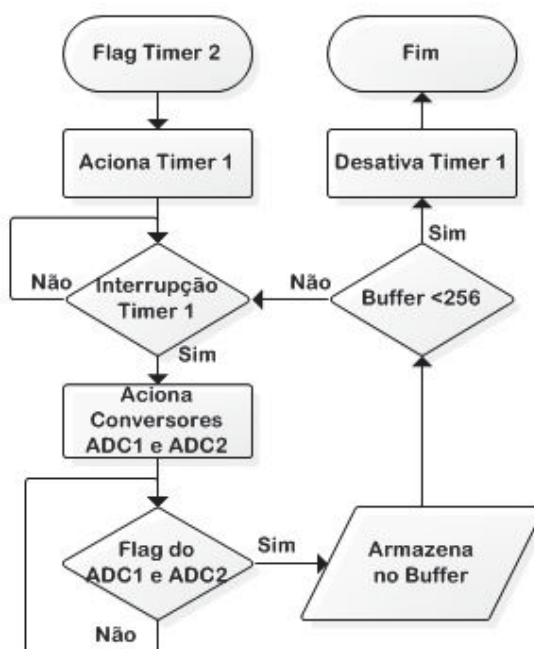 Flag Timer 2
Fim
Aciona Timer 1
Desativa Timer 1
Sim
Não
Interrupção
Timer 1
Não
Buffer <256
Sim
Aciona
Conversores
ADC1 e ADC2
Flag do
ADC1 e ADC2
Sim
Armazena
no Buffer
Não